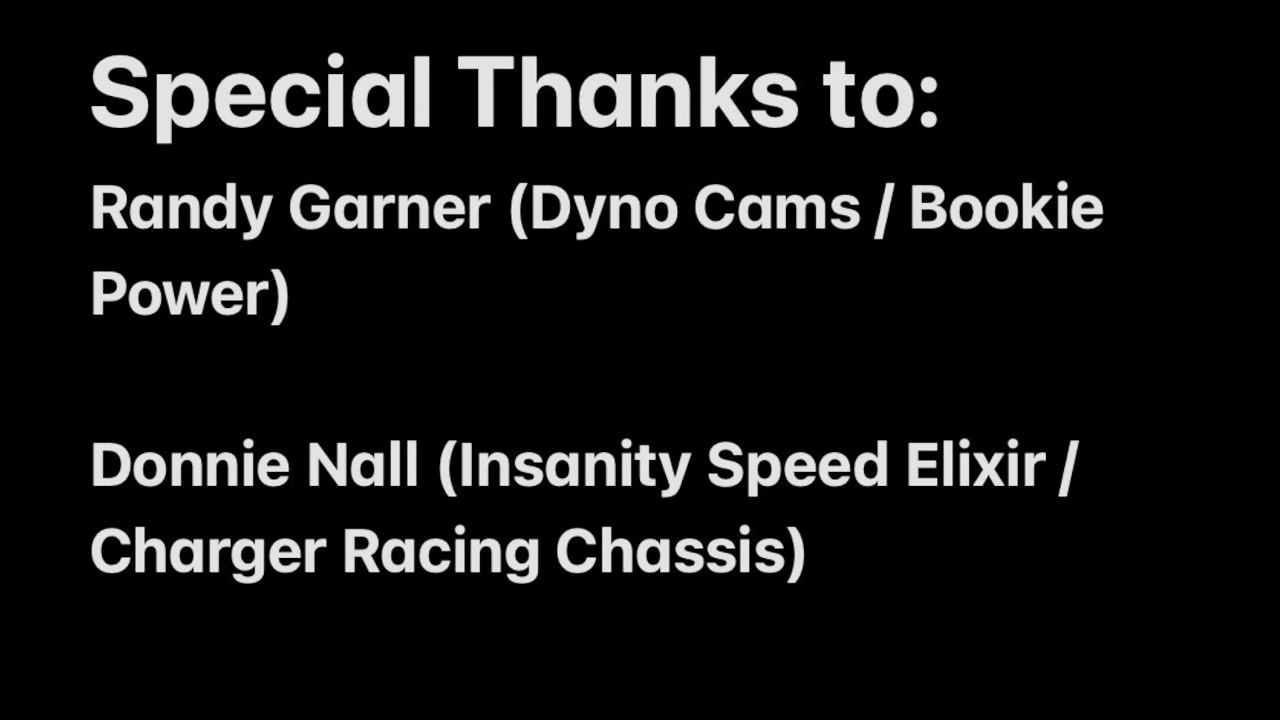 Special Thanks to:
Randy Garner (Dyno Cams / Bookie
Power)
Donnie Nall (Insanity Speed Elixir /
Charger Racing Chassis)